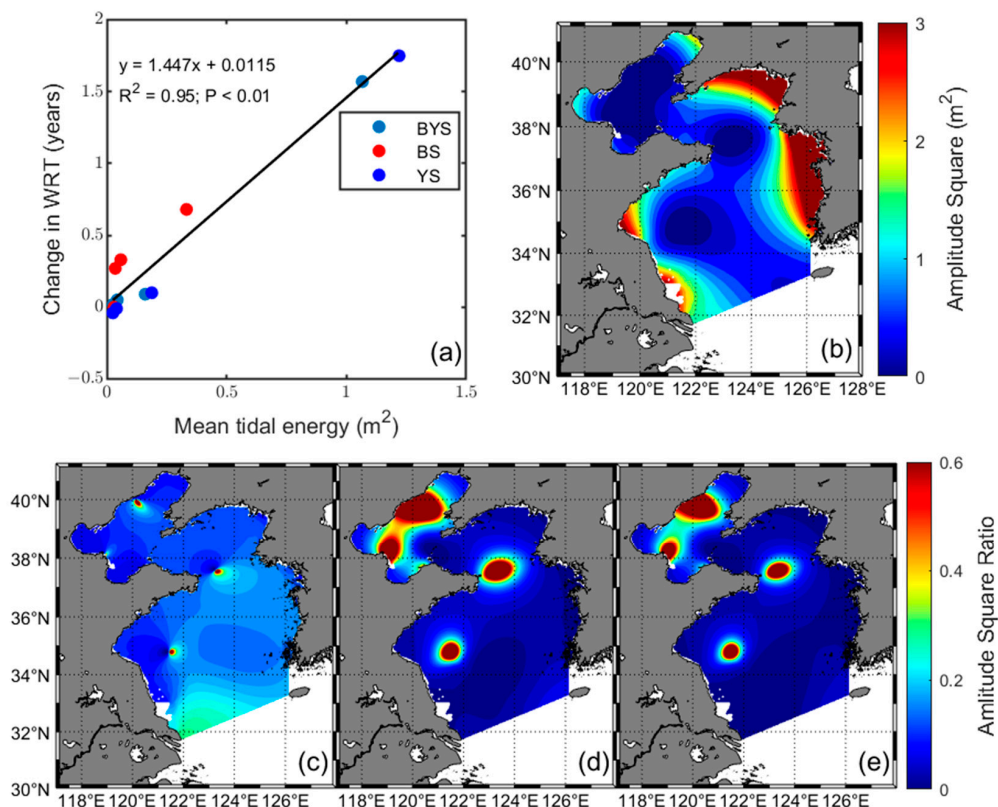 y = 1.447x + 0.0115
R² = 0.95; P < 0.01
BYS
BS
YS
2
1.5
1
0.5
0
−0.5
0 0.5 1 1.5
Change in WRT (years)
Mean tidal energy (m²)
(a)
40°N
38°N
36°N
34°N
32°N
30°N
118°E 120°E 122°E 124°E 126°E 128°E
(b)
3
2
1
0
Amplitude Square (m²)
40°N
38°N
36°N
34°N
32°N
30°N
118°E 120°E 122°E 124°E 126°E
(c)
118°E 120°E 122°E 124°E 126°E
(d)
118°E 120°E 122°E 124°E 126°E
(e)
0.6
0.4
0.2
0
Amlitude Square Ratio